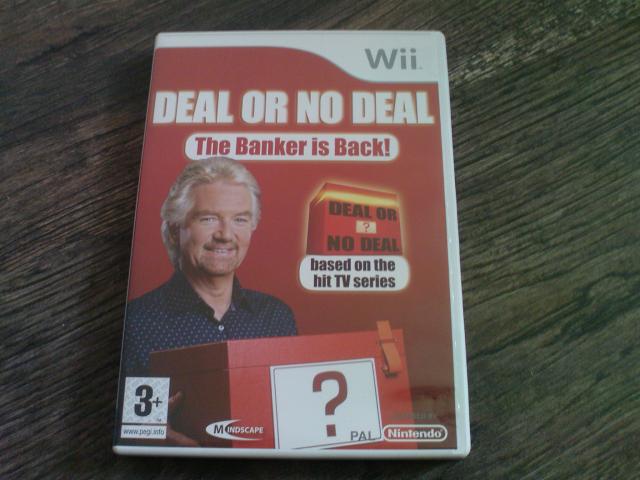 Wii
DEAL OR NO DEAL
The Banker is Back!
DEAL OR
?
NO DEAL
based on the
hit TV series
3+
www.pegi.info
MINDSCAPE
?
PAL
Nintendo